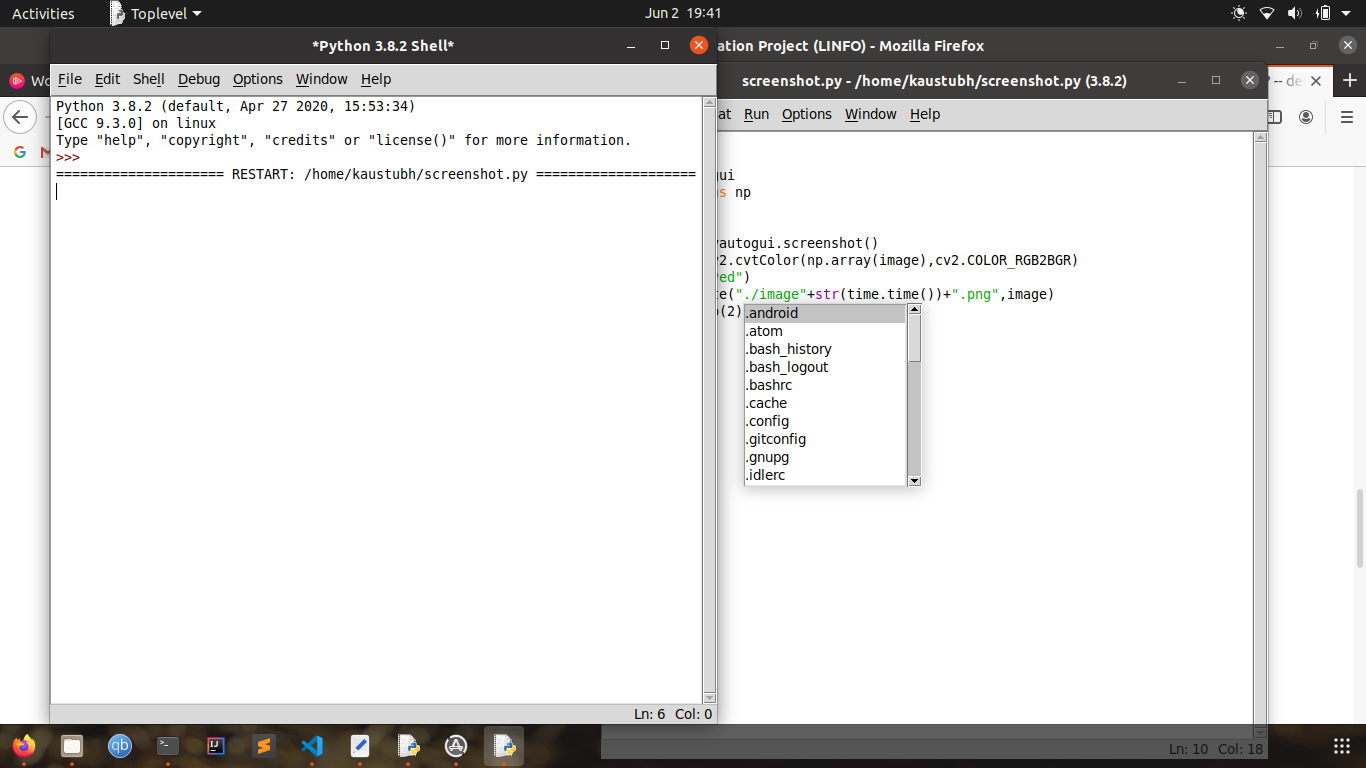 Activities
Toplevel
Jun 2 19:41
*Python 3.8.2 Shell*
ation Project (LINFO) - Mozilla Firefox
File Edit Shell Debug Options Window Help
screenshot.py - /home/kaustubh/screenshot.py (3.8.2)
at Run Options Window Help
Python 3.8.2 (default, Apr 27 2020, 15:53:34)
[GCC 9.3.0] on linux
Type "help", "copyright", "credits" or "license()" for more information.
>>>
===================== RESTART: /home/kaustubh/screenshot.py ====================
ui
s np
autogui.screenshot()
2.cvtColor(np.array(image),cv2.COLOR_RGB2BGR)
ed")
te("./image"+str(time.time())+".png",image)
(2)
.android
.atom
.bash_history
.bash_logout
.bashrc
.cache
.config
.gitconfig
.gnupg
.idlerc
Ln: 6 Col: 0
Ln: 10 Col: 18